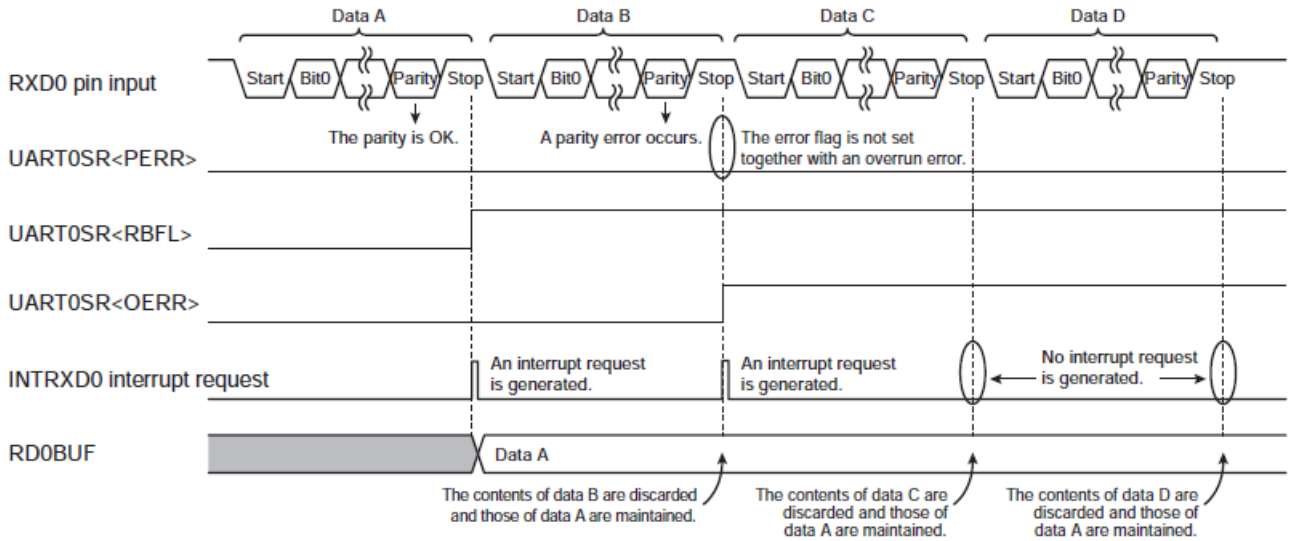 Data A
Data B
Data C
Data D
RXD0 pin input
Start Bit0 Parity Stop Start Bit0 Parity Stop Start Bit0 Parity Stop Start Bit0 Parity Stop
The parity is OK.
A parity error occurs.
The error flag is not set
together with an overrun error.
UART0SR<PERR>
UART0SR<RBFL>
UART0SR<OERR>
INTRXD0 interrupt request
An interrupt request
is generated.
An interrupt request
is generated.
No interrupt request
is generated.
RD0BUF
Data A
The contents of data B are discarded
and those of data A are maintained.
The contents of data C are
discarded and those of
data A are maintained.
The contents of data D are
discarded and those of
data A are maintained.